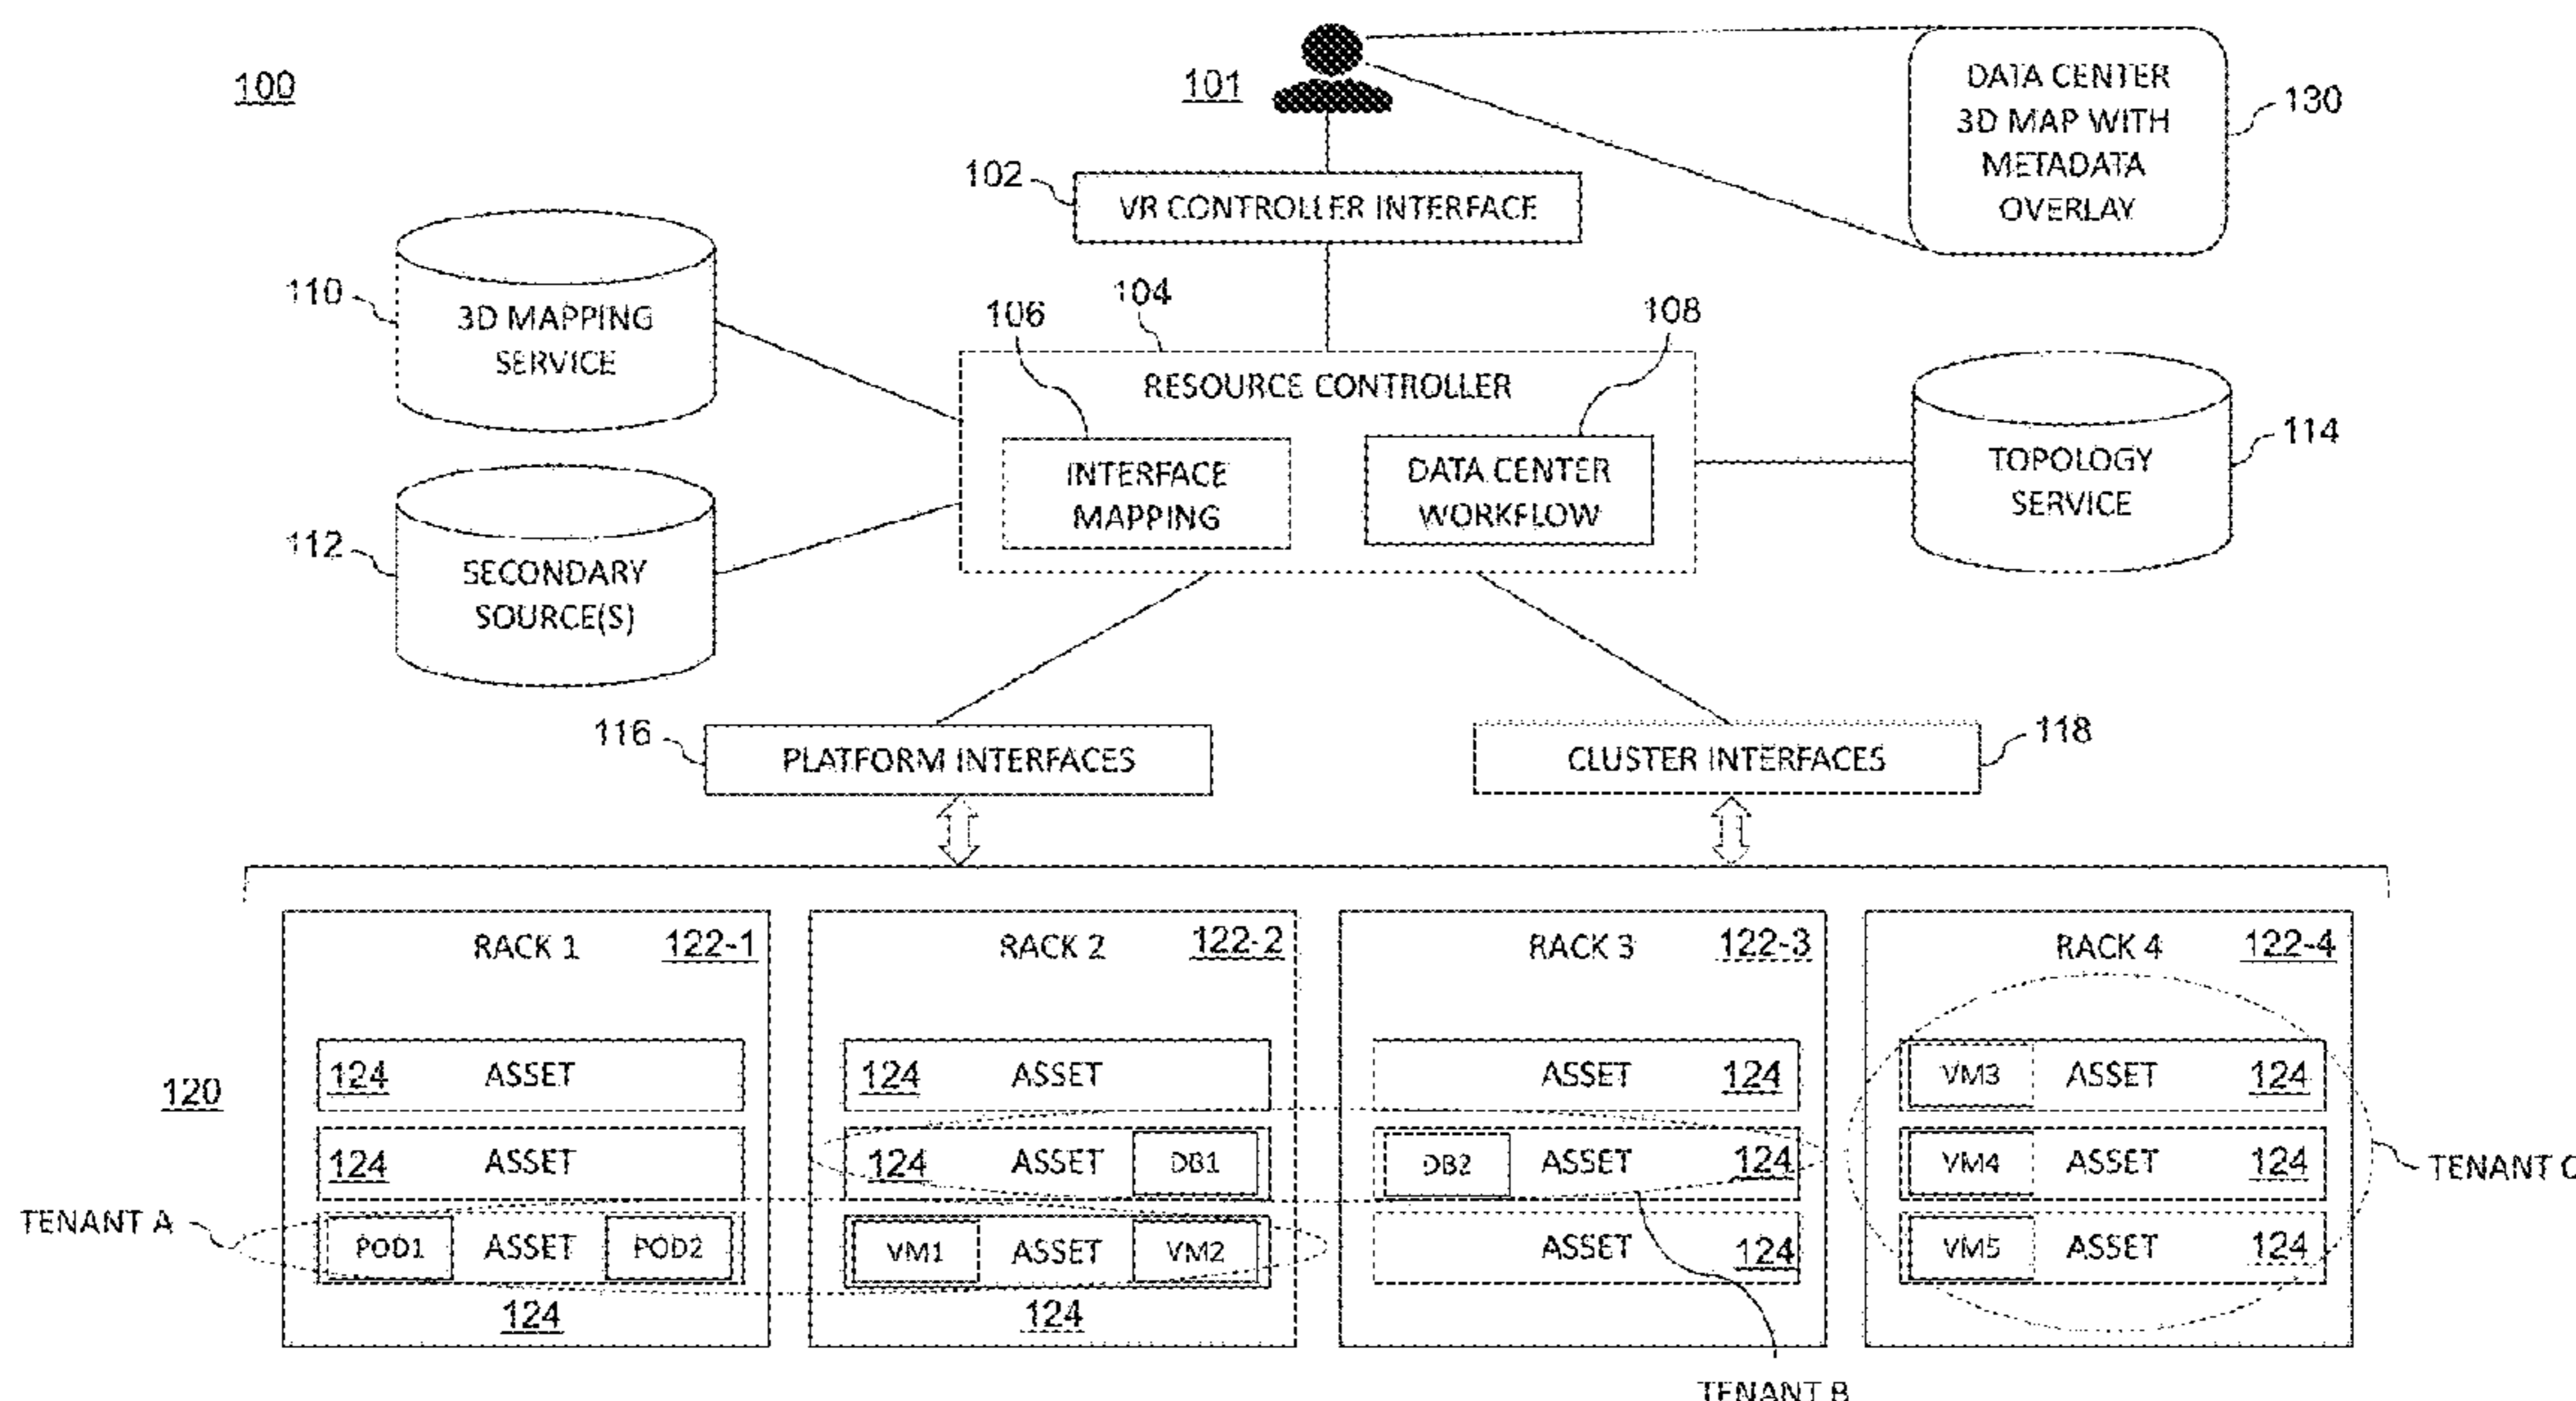 100
101
DATA CENTER
3D MAP WITH
METADATA
OVERLAY
130
102
VR CONTROLLER INTERFACE
110
3D MAPPING
SERVICE
104
106
108
RESOURCE CONTROLLER
INTERFACE
MAPPING
DATA CENTER
WORKFLOW
114
TOPOLOGY
SERVICE
112
SECONDARY
SOURCE(S)
116
PLATFORM INTERFACES
CLUSTER INTERFACES
118
120
RACK 1
122-1
124
ASSET
124
ASSET
POD1
ASSET
POD2
124
RACK 2
122-2
124
ASSET
124
ASSET
DB1
VM1
ASSET
VM2
124
RACK 3
122-3
ASSET
124
DB2
ASSET
124
ASSET
124
RACK 4
122-4
VM3
ASSET
124
VM4
ASSET
124
VM5
ASSET
124
TENANT A
TENANT B
TENANT C